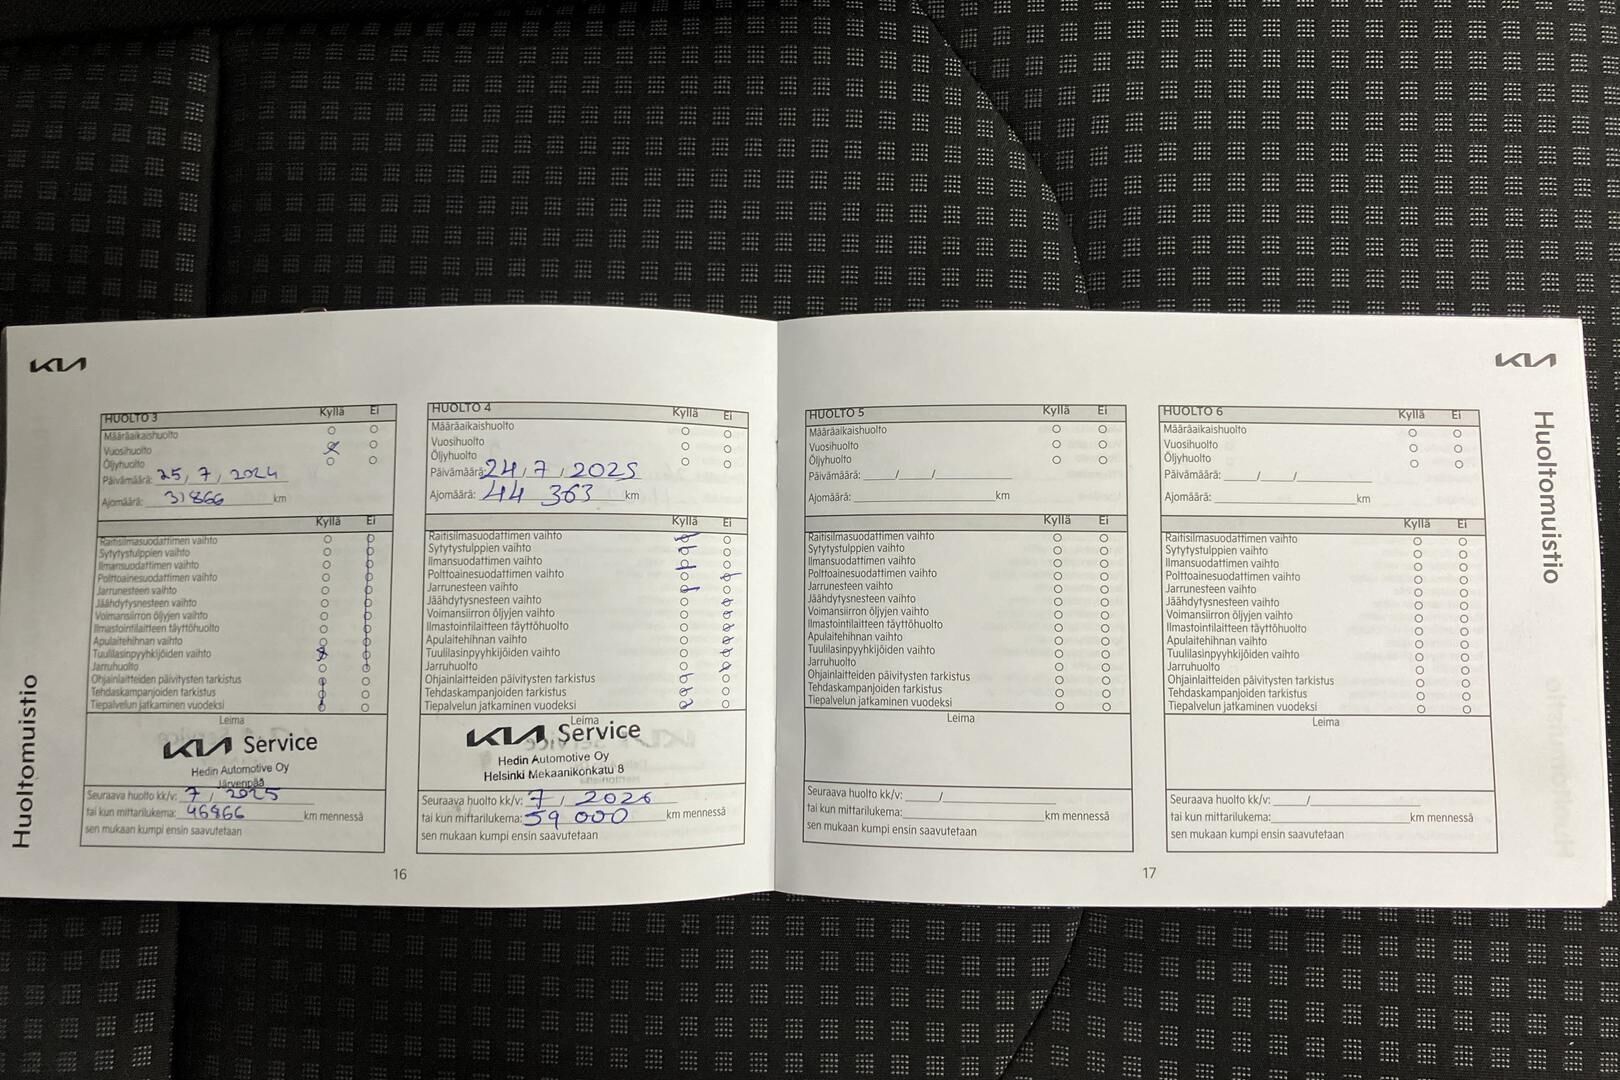 KIA
HUOLTO 3 Kyllä Ei
Määräaikaishuolto
Vuosihuolto
Öljyhuolto
Päivämäärä: 25, 7, 2024
Ajomäärä: 31866 km
Kyllä Ei
Raitisilmasuodattimen vaihto
Sytytystulppien vaihto
Ilmansuodattimen vaihto
Polttoainesuodattimen vaihto
Jarrunesteen vaihto
Jäähdytysnesteen vaihto
Voimansiirron öljyjen vaihto
Ilmastointilaitteen täyttöhuolto
Apulaitehihnan vaihto
Tuulilasinpyyhkijöiden vaihto
Jarruhuolto
Ohjainlaitteiden päivitysten tarkistus
Tehdaskampanjoiden tarkistus
Tiepalvelun jatkaminen vuodeksi
Leima
KIA Service
Hedin Automotive Oy
Järvenpää
Seuraava huolto kk/v: 7, 2025
tai kun mittarilukema: 46866 km mennessä
sen mukaan kumpi ensin saavutetaan
HUOLTO 4 Kyllä Ei
Määräaikaishuolto
Vuosihuolto
Öljyhuolto
Päivämäärä: 24, 7, 2025
Ajomäärä: 44 363 km
Kyllä Ei
Raitisilmasuodattimen vaihto
Sytytystulppien vaihto
Ilmansuodattimen vaihto
Polttoainesuodattimen vaihto
Jarrunesteen vaihto
Jäähdytysnesteen vaihto
Voimansiirron öljyjen vaihto
Ilmastointilaitteen täyttöhuolto
Apulaitehihnan vaihto
Tuulilasinpyyhkijöiden vaihto
Jarruhuolto
Ohjainlaitteiden päivitysten tarkistus
Tehdaskampanjoiden tarkistus
Tiepalvelun jatkaminen vuodeksi
Leima
KIA Service
Hedin Automotive Oy
Helsinki Mekaanikonkatu 8
Seuraava huolto kk/v: 7 / 2026
tai kun mittarilukema: 59 000 km mennessä
sen mukaan kumpi ensin saavutetaan
Huoltomuistio
16
KIA
HUOLTO 5 Kyllä Ei
Määräaikaishuolto
Vuosihuolto
Öljyhuolto
Päivämäärä: / /
Ajomäärä: km
Kyllä Ei
Raitisilmasuodattimen vaihto
Sytytystulppien vaihto
Ilmansuodattimen vaihto
Polttoainesuodattimen vaihto
Jarrunesteen vaihto
Jäähdytysnesteen vaihto
Voimansiirron öljyjen vaihto
Ilmastointilaitteen täyttöhuolto
Apulaitehihnan vaihto
Tuulilasinpyyhkijöiden vaihto
Jarruhuolto
Ohjainlaitteiden päivitysten tarkistus
Tehdaskampanjoiden tarkistus
Tiepalvelun jatkaminen vuodeksi
Leima
Seuraava huolto kk/v: /
tai kun mittarilukema: km mennessä
sen mukaan kumpi ensin saavutetaan
HUOLTO 6 Kyllä Ei
Määräaikaishuolto
Vuosihuolto
Öljyhuolto
Päivämäärä: / /
Ajomäärä: km
Kyllä Ei
Raitisilmasuodattimen vaihto
Sytytystulppien vaihto
Ilmansuodattimen vaihto
Polttoainesuodattimen vaihto
Jarrunesteen vaihto
Jäähdytysnesteen vaihto
Voimansiirron öljyjen vaihto
Ilmastointilaitteen täyttöhuolto
Apulaitehihnan vaihto
Tuulilasinpyyhkijöiden vaihto
Jarruhuolto
Ohjainlaitteiden päivitysten tarkistus
Tehdaskampanjoiden tarkistus
Tiepalvelun jatkaminen vuodeksi
Leima
Seuraava huolto kk/v: /
tai kun mittarilukema: km mennessä
sen mukaan kumpi ensin saavutetaan
Huoltomuistio
17